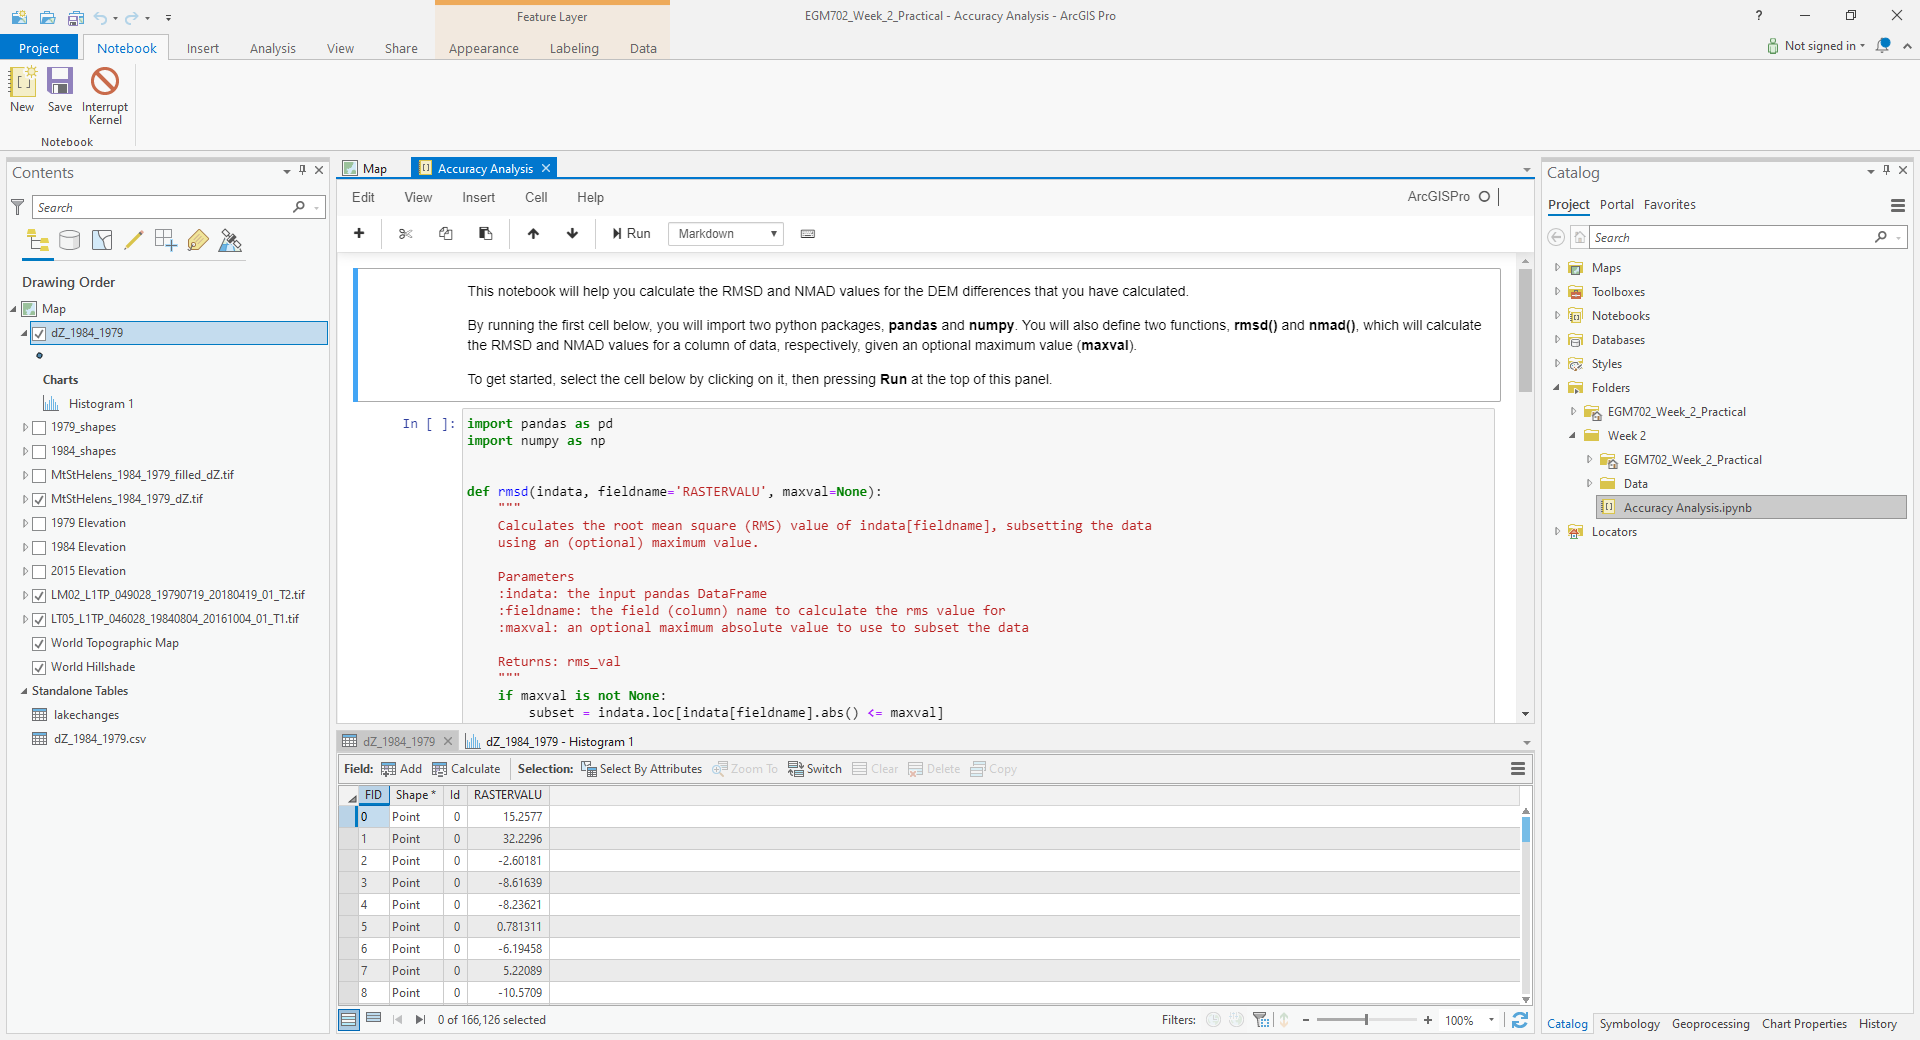 Feature Layer
EGM702_Week_2_Practical - Accuracy Analysis - ArcGIS Pro
?
Project
Notebook
Insert
Analysis
View
Share
Appearance
Labeling
Data
Not signed in
New
Save
Interrupt
Kernel
Notebook
Contents
Search
Drawing Order
Map
dZ_1984_1979
Charts
Histogram 1
1979_shapes
1984_shapes
MtStHelens_1984_1979_filled_dZ.tif
MtStHelens_1984_1979_dZ.tif
1979 Elevation
1984 Elevation
2015 Elevation
LM02_L1TP_049028_19790719_20180419_01_T2.tif
LT05_L1TP_046028_19840804_20161004_01_T1.tif
World Topographic Map
World Hillshade
Standalone Tables
lakechanges
dZ_1984_1979.csv
Map
Accuracy Analysis
Edit
View
Insert
Cell
Help
ArcGISPro
Run
Markdown
This notebook will help you calculate the RMSD and NMAD values for the DEM differences that you have calculated.
By running the first cell below, you will import two python packages, pandas and numpy. You will also define two functions, rmsd() and nmad(), which will calculate
the RMSD and NMAD values for a column of data, respectively, given an optional maximum value (maxval).
To get started, select the cell below by clicking on it, then pressing Run at the top of this panel.
In [ ]: import pandas as pd
import numpy as np
def rmsd(indata, fieldname='RASTERVALU', maxval=None):
"""
Calculates the root mean square (RMS) value of indata[fieldname], subsetting the data
using an (optional) maximum value.
Parameters
:indata: the input pandas DataFrame
:fieldname: the field (column) name to calculate the rms value for
:maxval: an optional maximum absolute value to use to subset the data
Returns: rms_val
"""
if maxval is not None:
subset = indata.loc[indata[fieldname].abs() <= maxval]
dZ_1984_1979
dZ_1984_1979 - Histogram 1
Field: Add Calculate Selection: Select By Attributes Zoom To Switch Clear Delete Copy
FID Shape * Id RASTERVALU
0 Point 0 15.2577
1 Point 0 32.2296
2 Point 0 -2.60181
3 Point 0 -8.61639
4 Point 0 -8.23621
5 Point 0 0.781311
6 Point 0 -6.19458
7 Point 0 5.22089
8 Point 0 -10.5709
0 of 166,126 selected
Filters:
- + 100%
Catalog
Project Portal Favorites
Search
Maps
Toolboxes
Notebooks
Databases
Styles
Folders
EGM702_Week_2_Practical
Week 2
EGM702_Week_2_Practical
Data
Accuracy Analysis.ipynb
Locators
Catalog Symbology Geoprocessing Chart Properties History